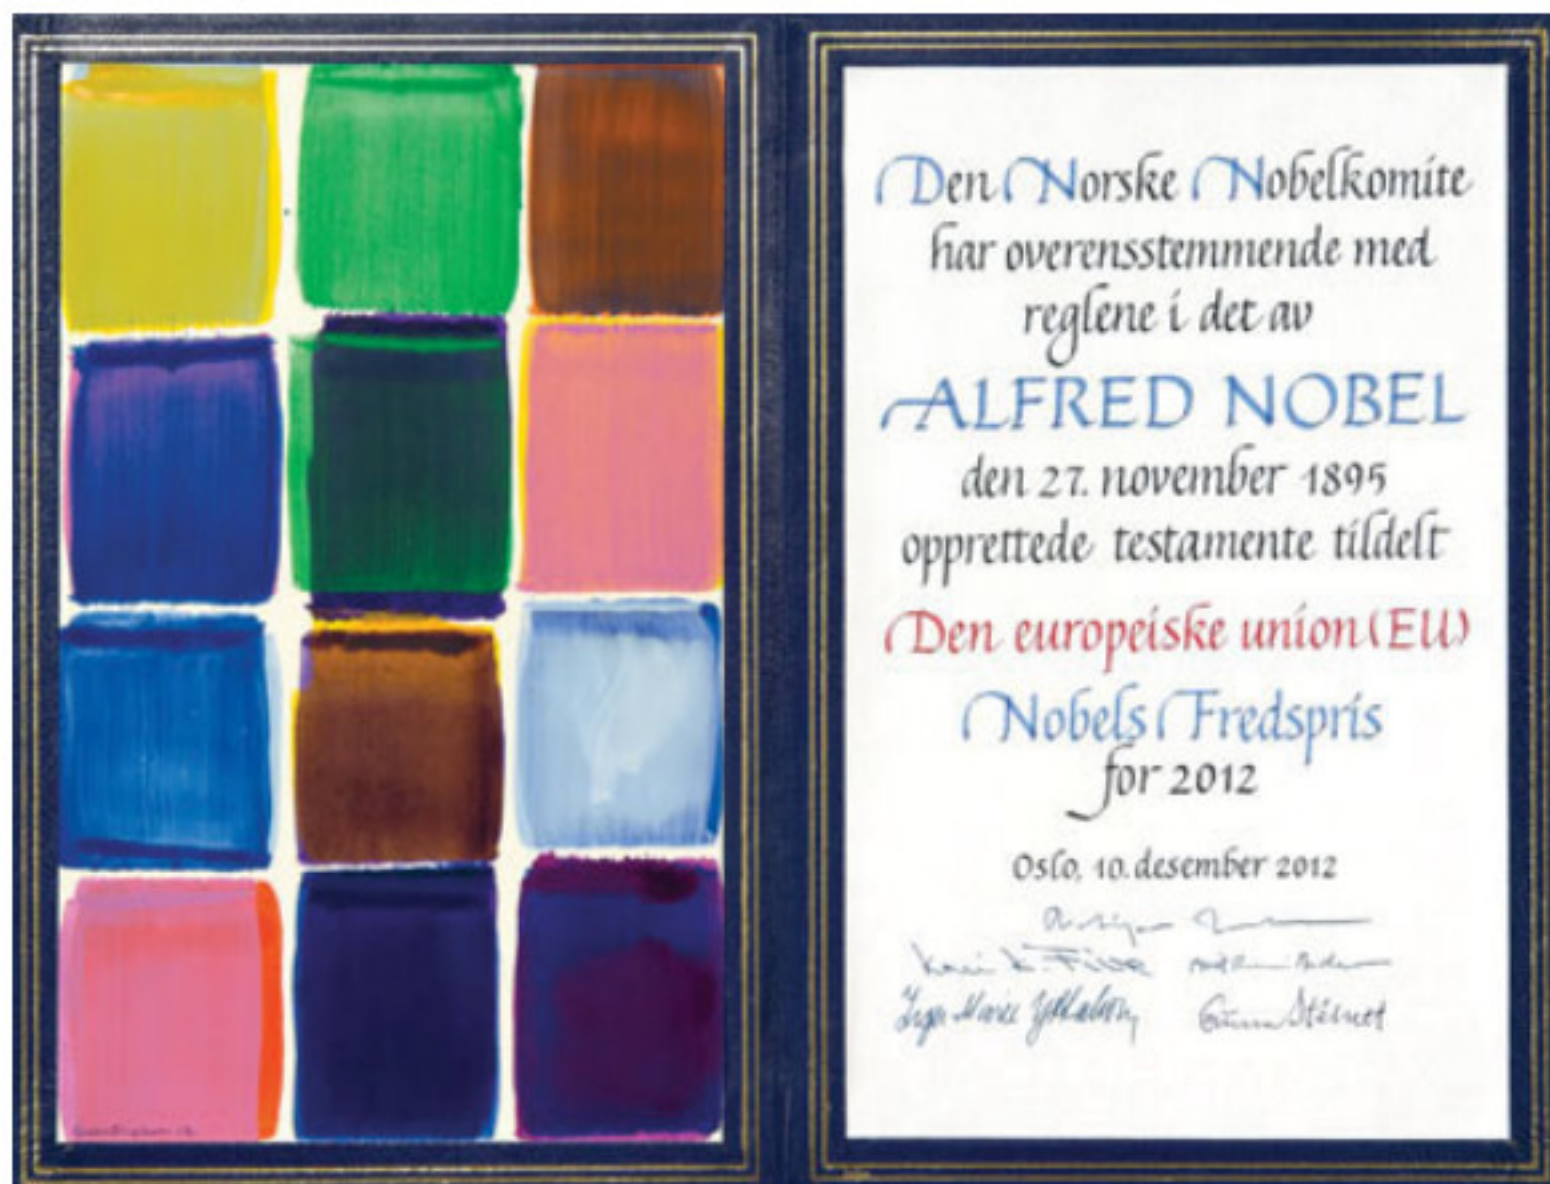 Den Norske Nobelkomite
har overensstemmende med
reglene i det av
ALFRED NOBEL
den 27. november 1895
opprettede testamente tildelt
Den europeiske union (EU)
Nobels Fredspris
for 2012
Oslo, 10. desember 2012